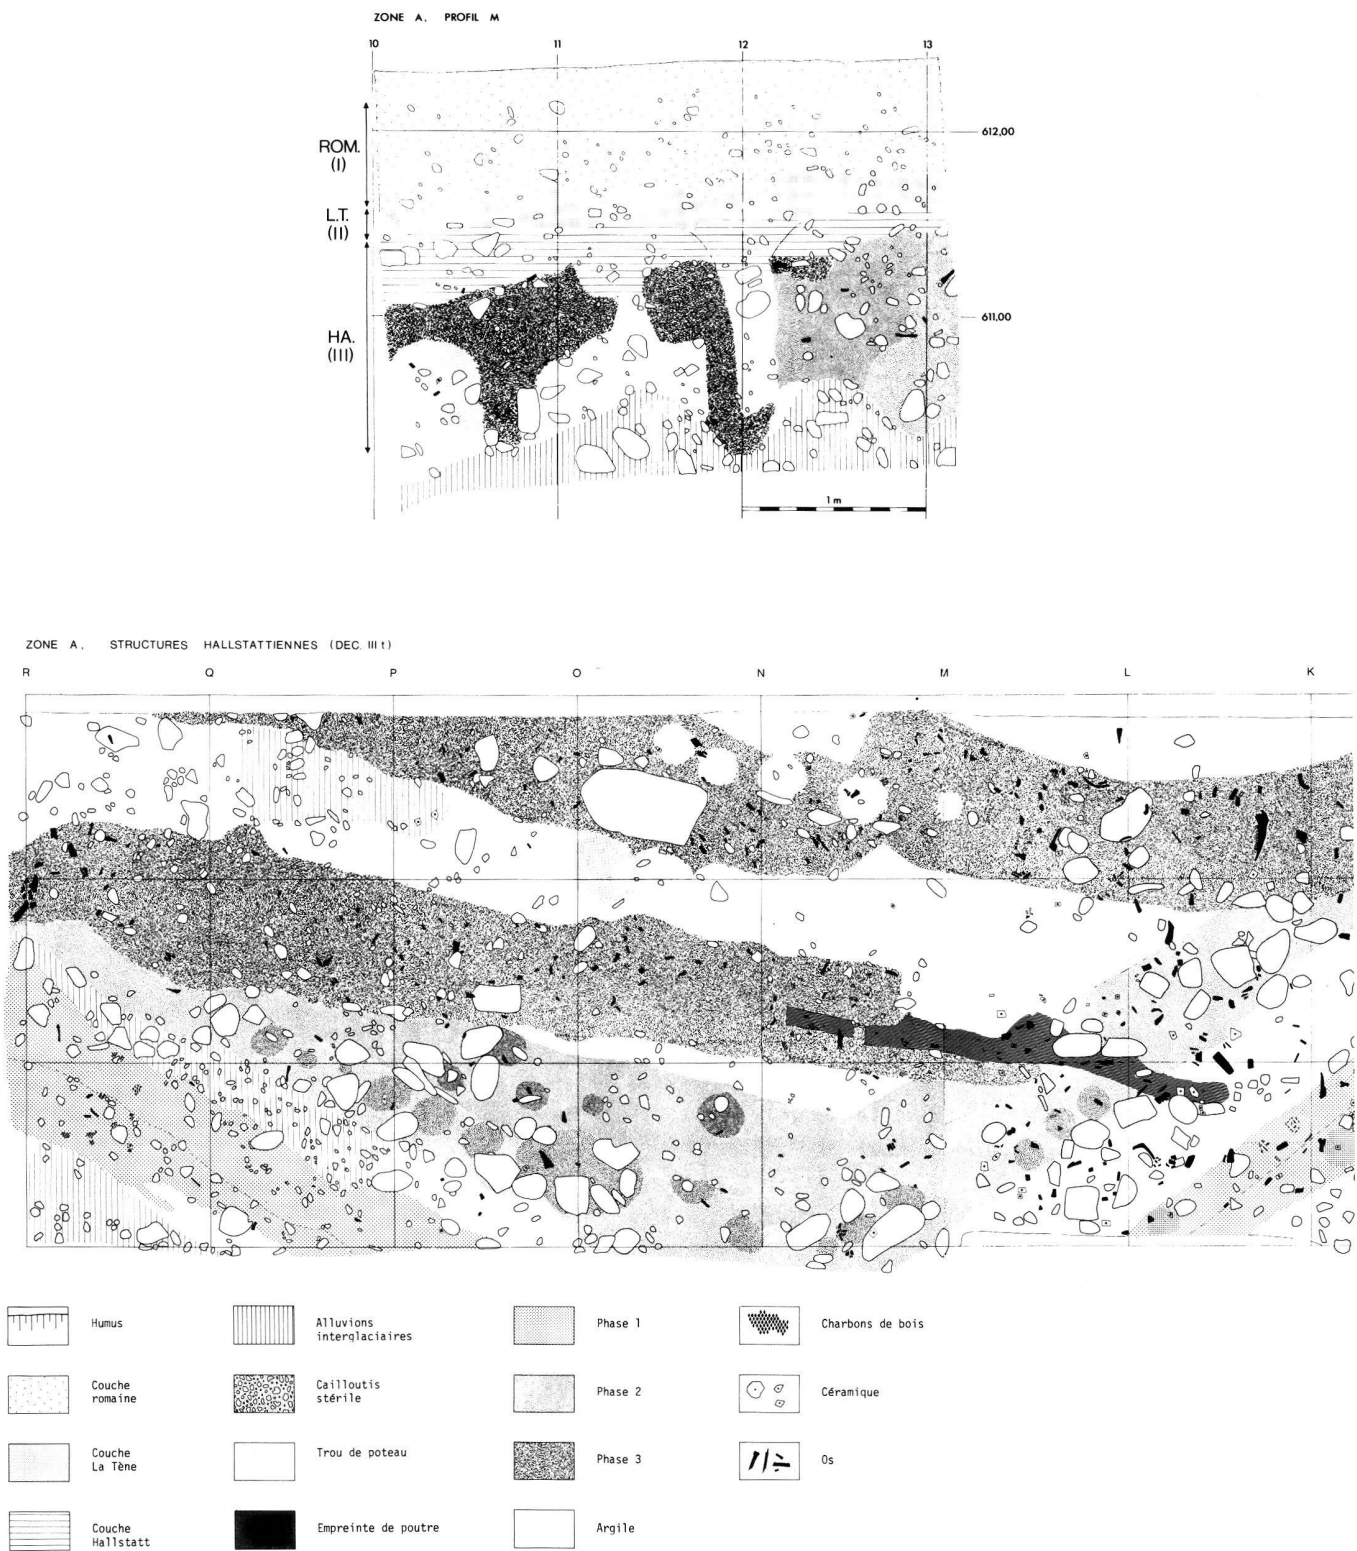 ZONE A. PROFIL M
10 11 12 13
612,00
ROM.
(I)
L.T.
(II)
611,00
HA.
(III)
1 m
ZONE A. STRUCTURES HALLSTATTIENNES (DEC. III t)
R Q P O N M L K
Humus
Alluvions
interglaciaires
Phase 1
Charbons de bois
Couche
romaine
Cailloutis
stérile
Phase 2
Céramique
Couche
La Tène
Trou de poteau
Phase 3
Os
Couche
Hallstatt
Empreinte de poutre
Argile